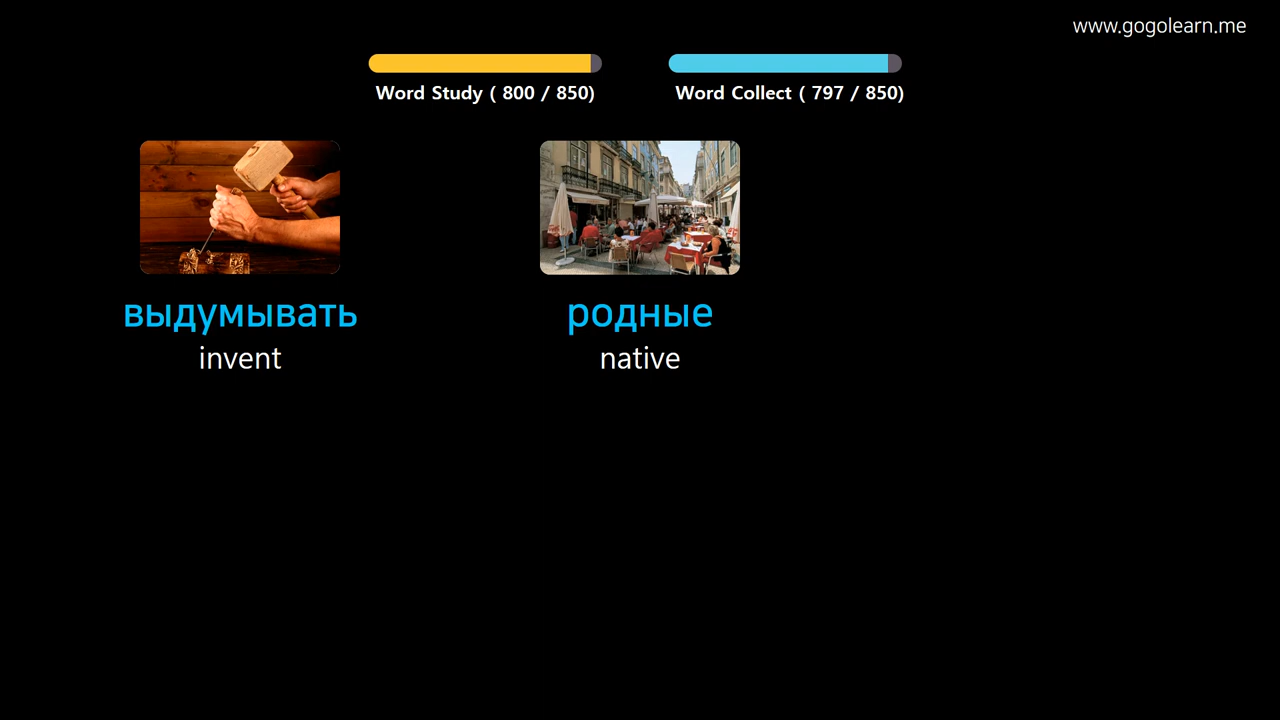 www.gogolearn.me
Word Study ( 800 / 850)
Word Collect ( 797 / 850)
выдумывать
invent
родные
native